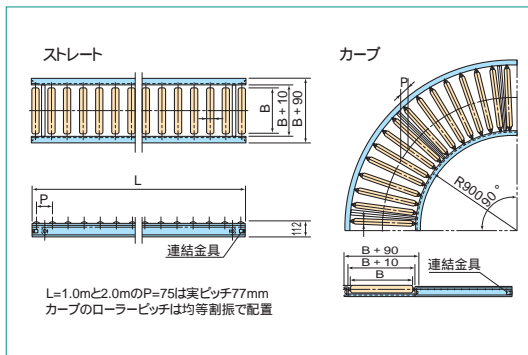 ストレート
B
B + 10
B + 90
L
P
112
連結金具
L=1.0mと2.0mのP=75は実ピッチ77mm
カーブのローラーピッチは均等割振で配置
カーブ
P
R900
90°
B + 90
B + 10
B
連結金具